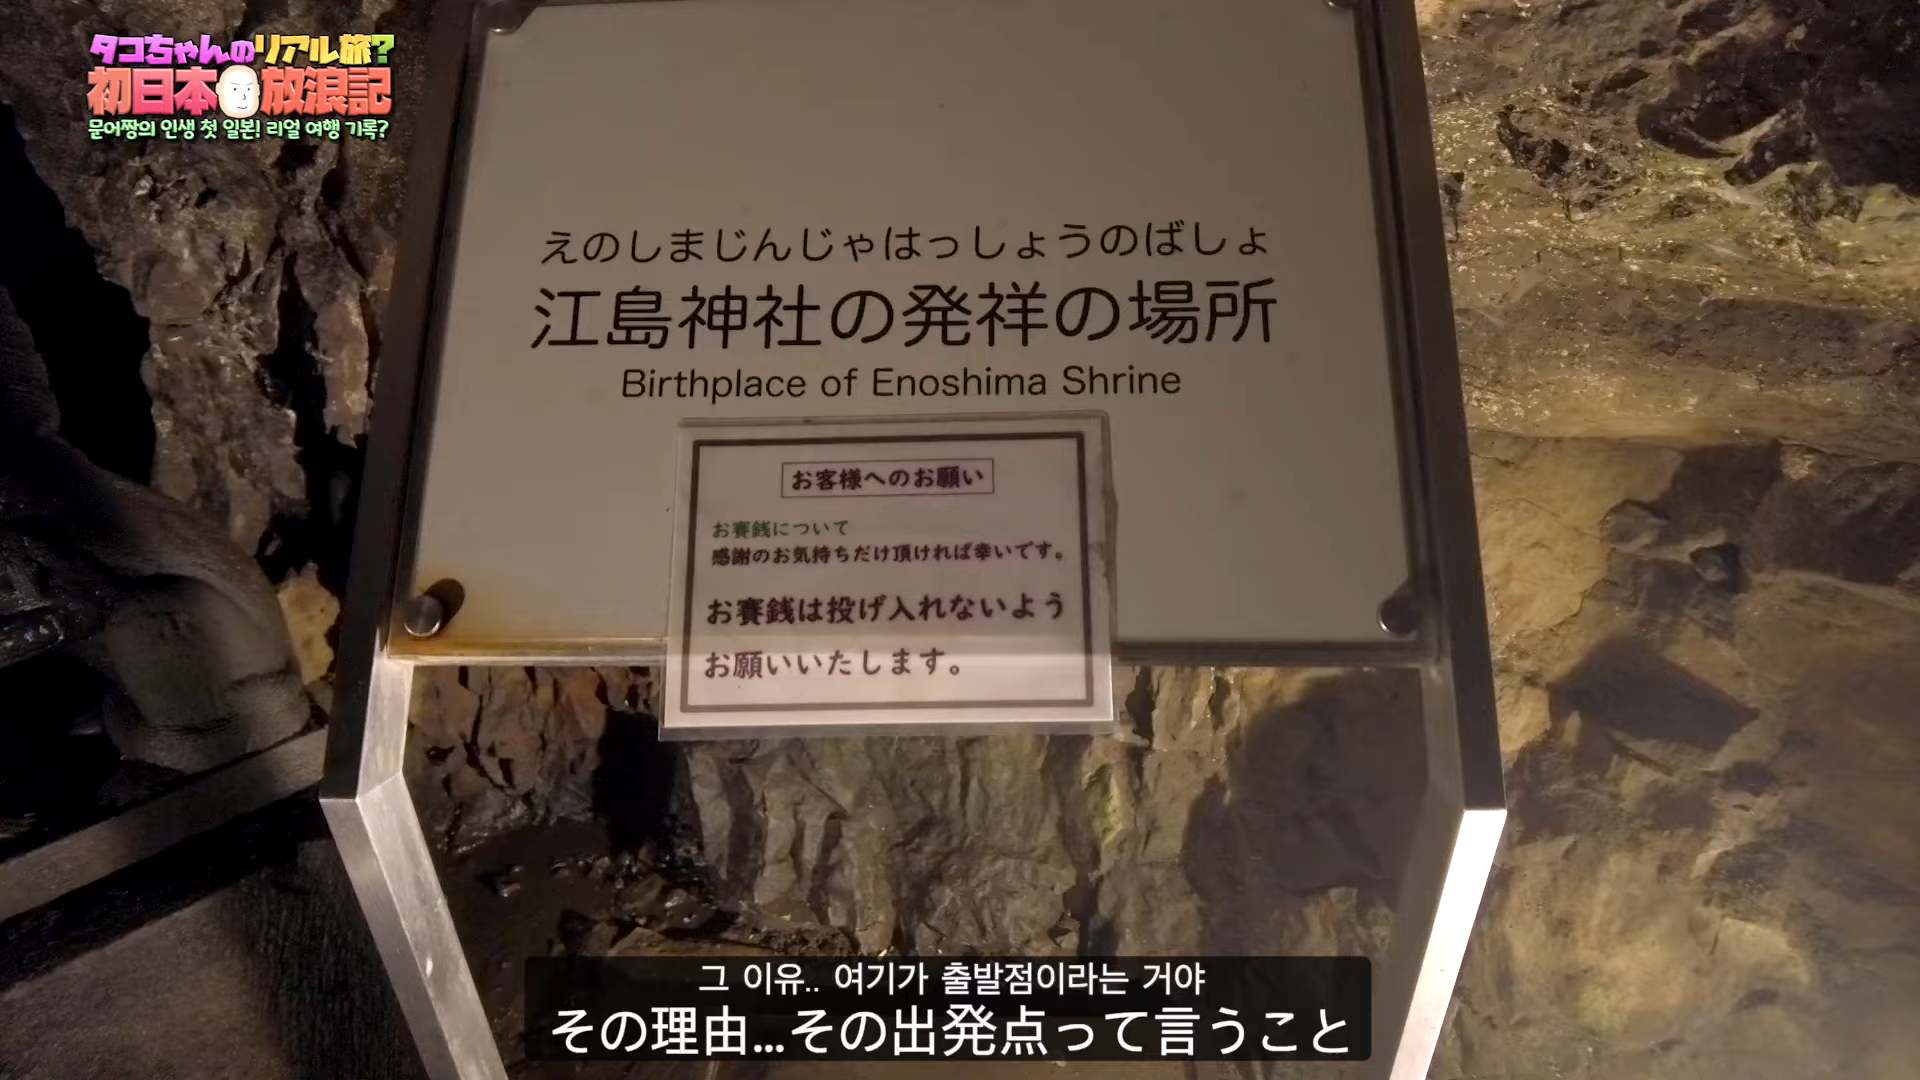 タコちゃんのリアル旅?
初日本放浪記
문어짱의 인생 첫 일본! 리얼 여행 기록?
えのしまじんじゃはっしょうのばしょ
江島神社の発祥の場所
Birthplace of Enoshima Shrine
お客様へのお願い
お賽銭について
感謝のお気持ちだけ頂ければ幸いです。
お賽銭は投げ入れないよう
お願いいたします。
그 이유.. 여기가 출발점이라는 거야
その理由...その出発点って言うこと